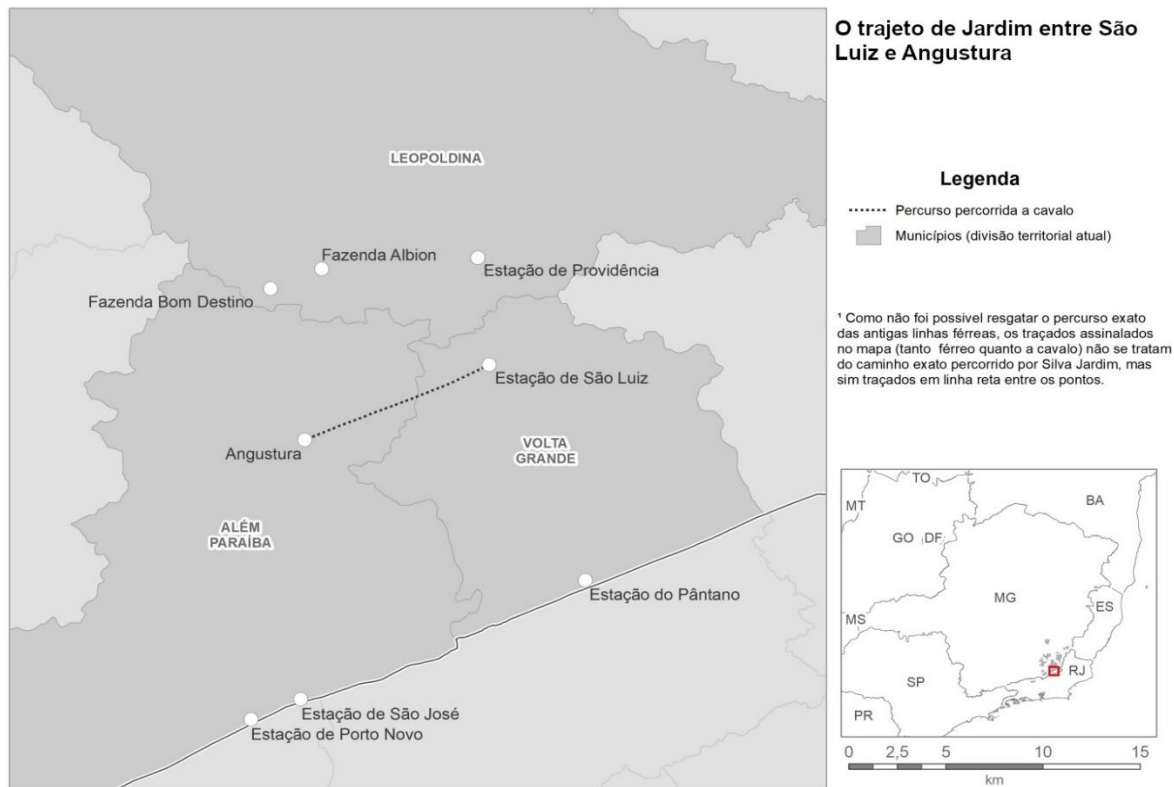 O trajeto de Jardim entre São
Luiz e Angustura
Legenda
Percurso percorrida a cavalo
Municípios (divisão territorial atual)
¹ Como não foi possivel resgatar o percurso exato
das antigas linhas férreas, os traçados assinalados
no mapa (tanto férreo quanto a cavalo) não se tratam
do caminho exato percorrido por Silva Jardim, mas
sim traçados em linha reta entre os pontos.
LEOPOLDINA
Fazenda Albion
Estação de Providência
Fazenda Bom Destino
Estação de São Luiz
Angustura
VOLTA
GRANDE
ALÉM
PARAÍBA
Estação do Pântano
Estação de São José
Estação de Porto Novo
TO
MT
BA
GO
DF
MG
ES
MS
SP
RJ
PR
0 2,5 5 10 15
km